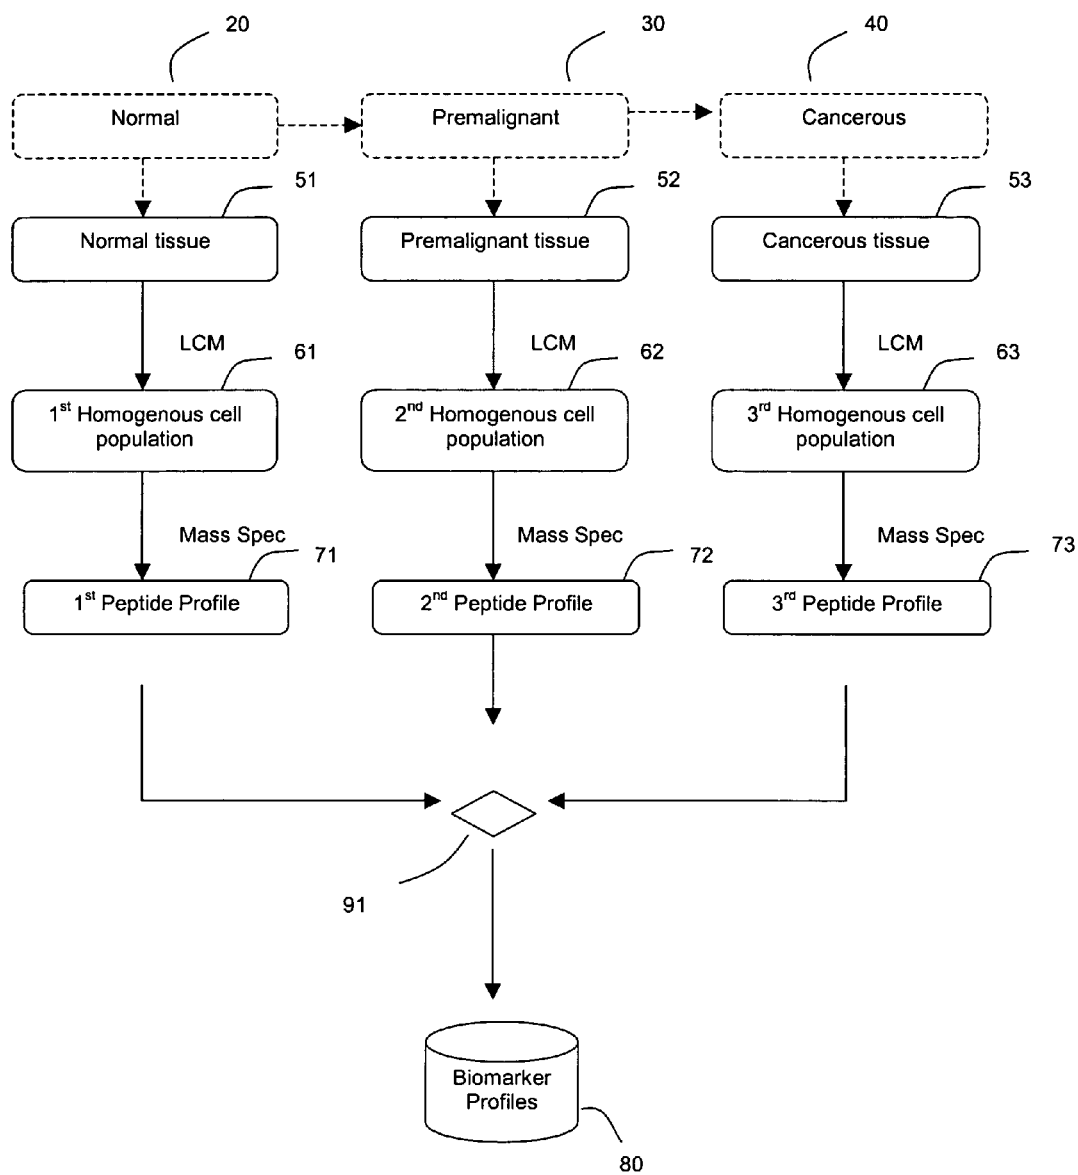 20
30
40
Normal
Premalignant
Cancerous
51
52
53
Normal tissue
Premalignant tissue
Cancerous tissue
LCM
LCM
LCM
61
62
63
1st Homogenous cell
population
2nd Homogenous cell
population
3rd Homogenous cell
population
Mass Spec
Mass Spec
Mass Spec
71
72
73
1st Peptide Profile
2nd Peptide Profile
3rd Peptide Profile
91
Biomarker
Profiles
80